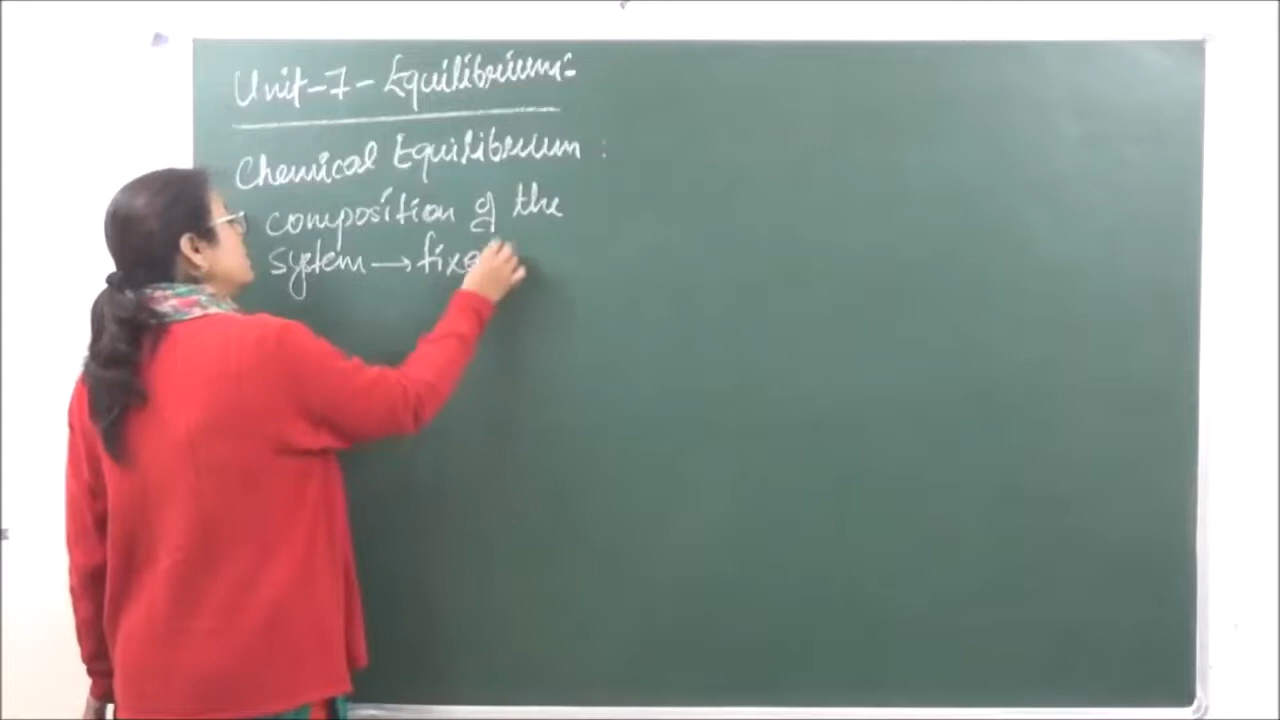 Unit-7- Equilibrium:-
Chemical Equilibrium :
composition of the
system → fixe